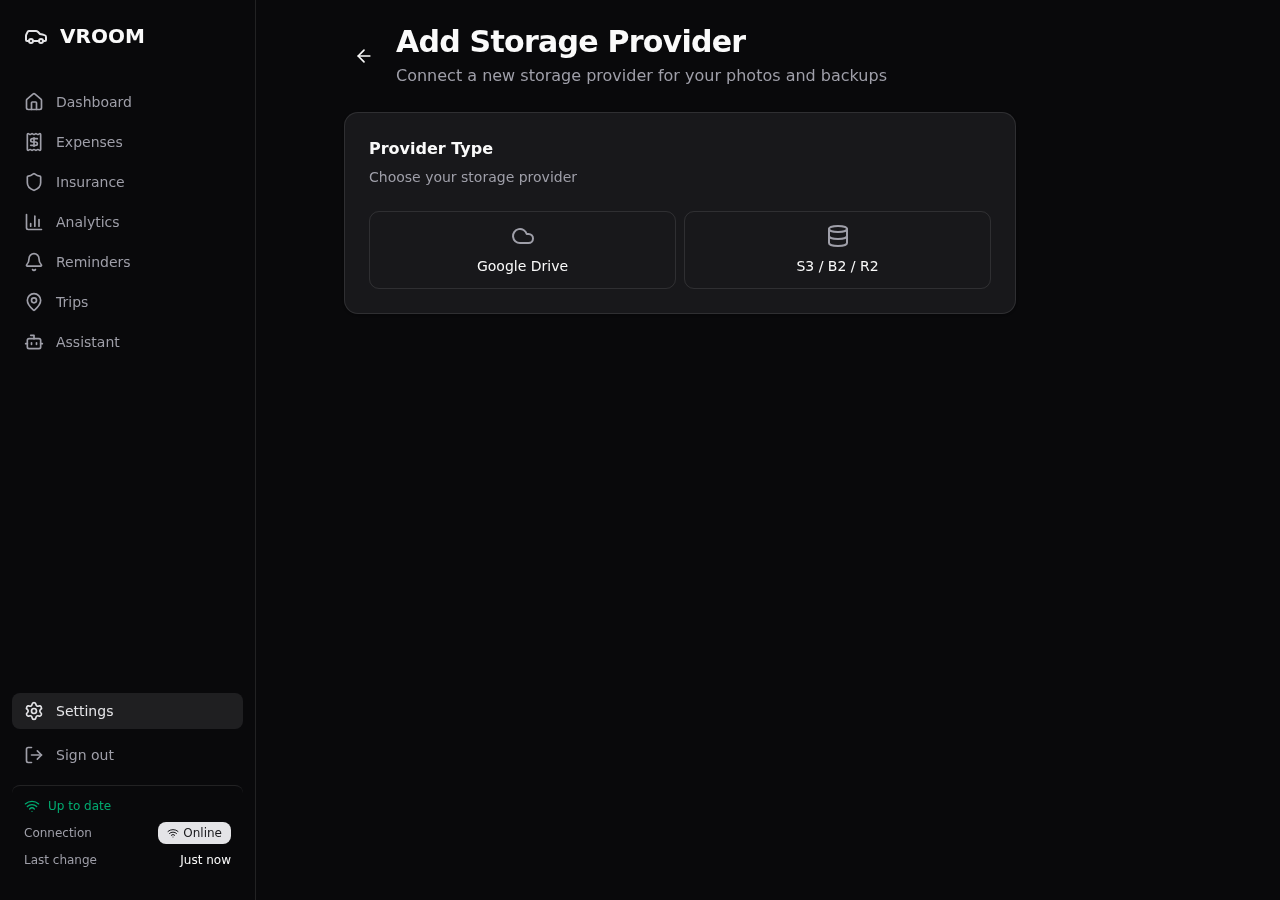 VROOM
Dashboard
Expenses
Insurance
Analytics
Reminders
Trips
Assistant
Settings
Sign out
Up to date
Connection Online
Last change Just now
Add Storage Provider
Connect a new storage provider for your photos and backups
Provider Type
Choose your storage provider
Google Drive
S3 / B2 / R2